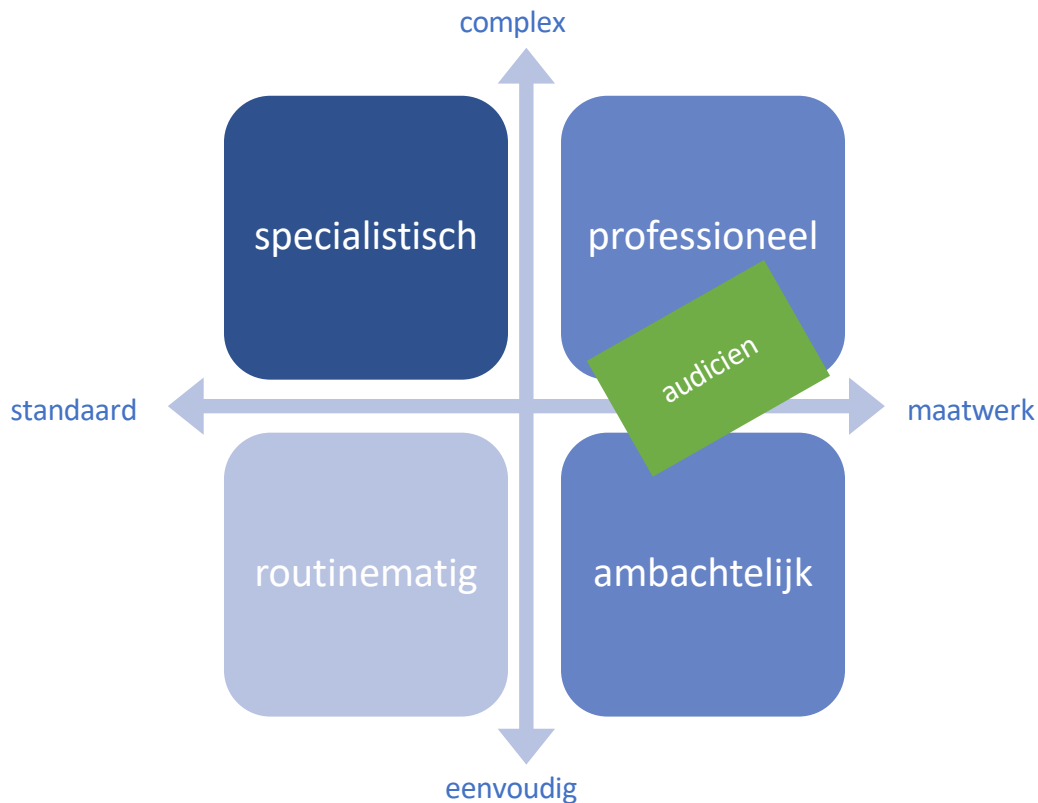 complex
specialistisch
professioneel
audicien
standaard
maatwerk
routinematig
ambachtelijk
eenvoudig